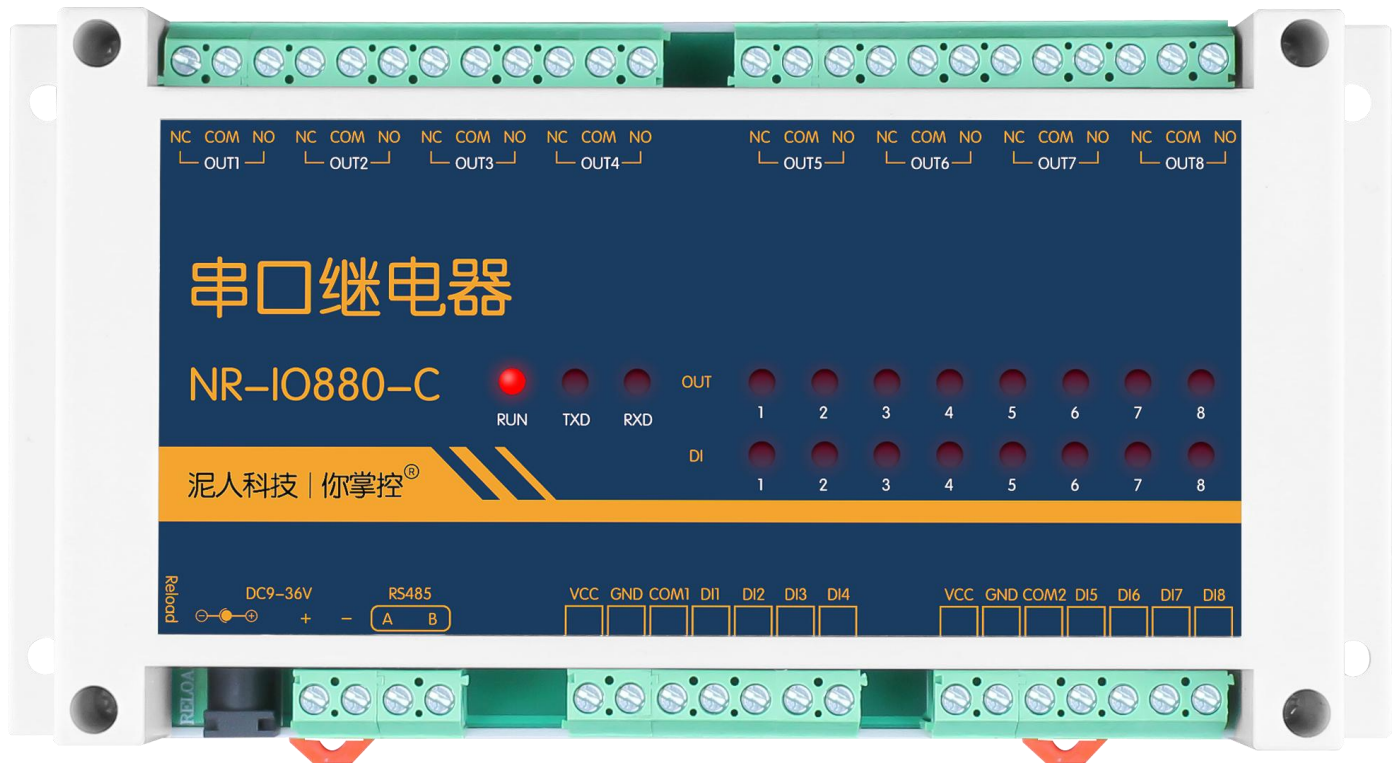 NC COM NO NC COM NO NC COM NO NC COM NO NC COM NO NC COM NO NC COM NO NC COM NO
OUT1 OUT2 OUT3 OUT4 OUT5 OUT6 OUT7 OUT8
串口继电器
NR-IO880-C
RUN TXD RXD
OUT
1 2 3 4 5 6 7 8
DI
1 2 3 4 5 6 7 8
泥人科技|你掌控®
Reload
DC9-36V
+ −
RS485
A B
VCC GND COM1 DI1 DI2 DI3 DI4
VCC GND COM2 DI5 DI6 DI7 DI8
RELOA